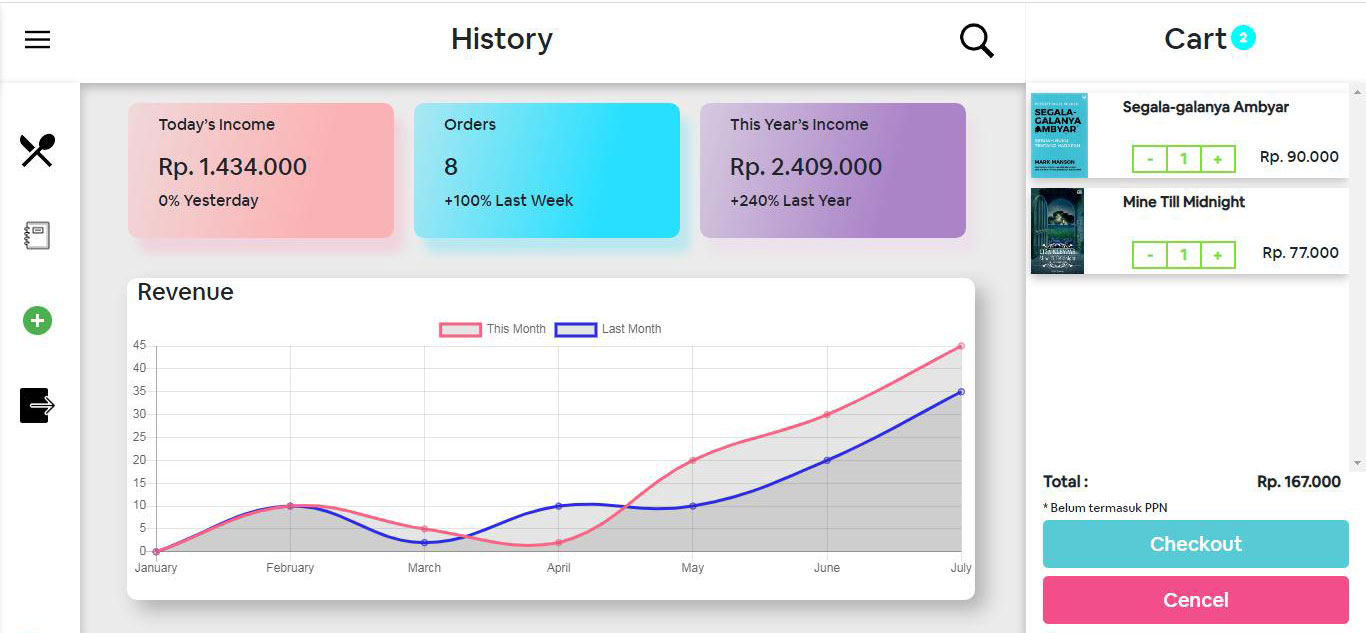 History
Cart 2
Today's Income
Rp. 1.434.000
0% Yesterday
Orders
8
+100% Last Week
This Year's Income
Rp. 2.409.000
+240% Last Year
Revenue
This Month
Last Month
45
40
35
30
25
20
15
10
5
0
January
February
March
April
May
June
July
SEGALA-
GALANYA
AMBYAR
MARK MANSON
Segala-galanya Ambyar
- 1 +
Rp. 90.000
Mine Till Midnight
- 1 +
Rp. 77.000
Total :
Rp. 167.000
* Belum termasuk PPN
Checkout
Cencel